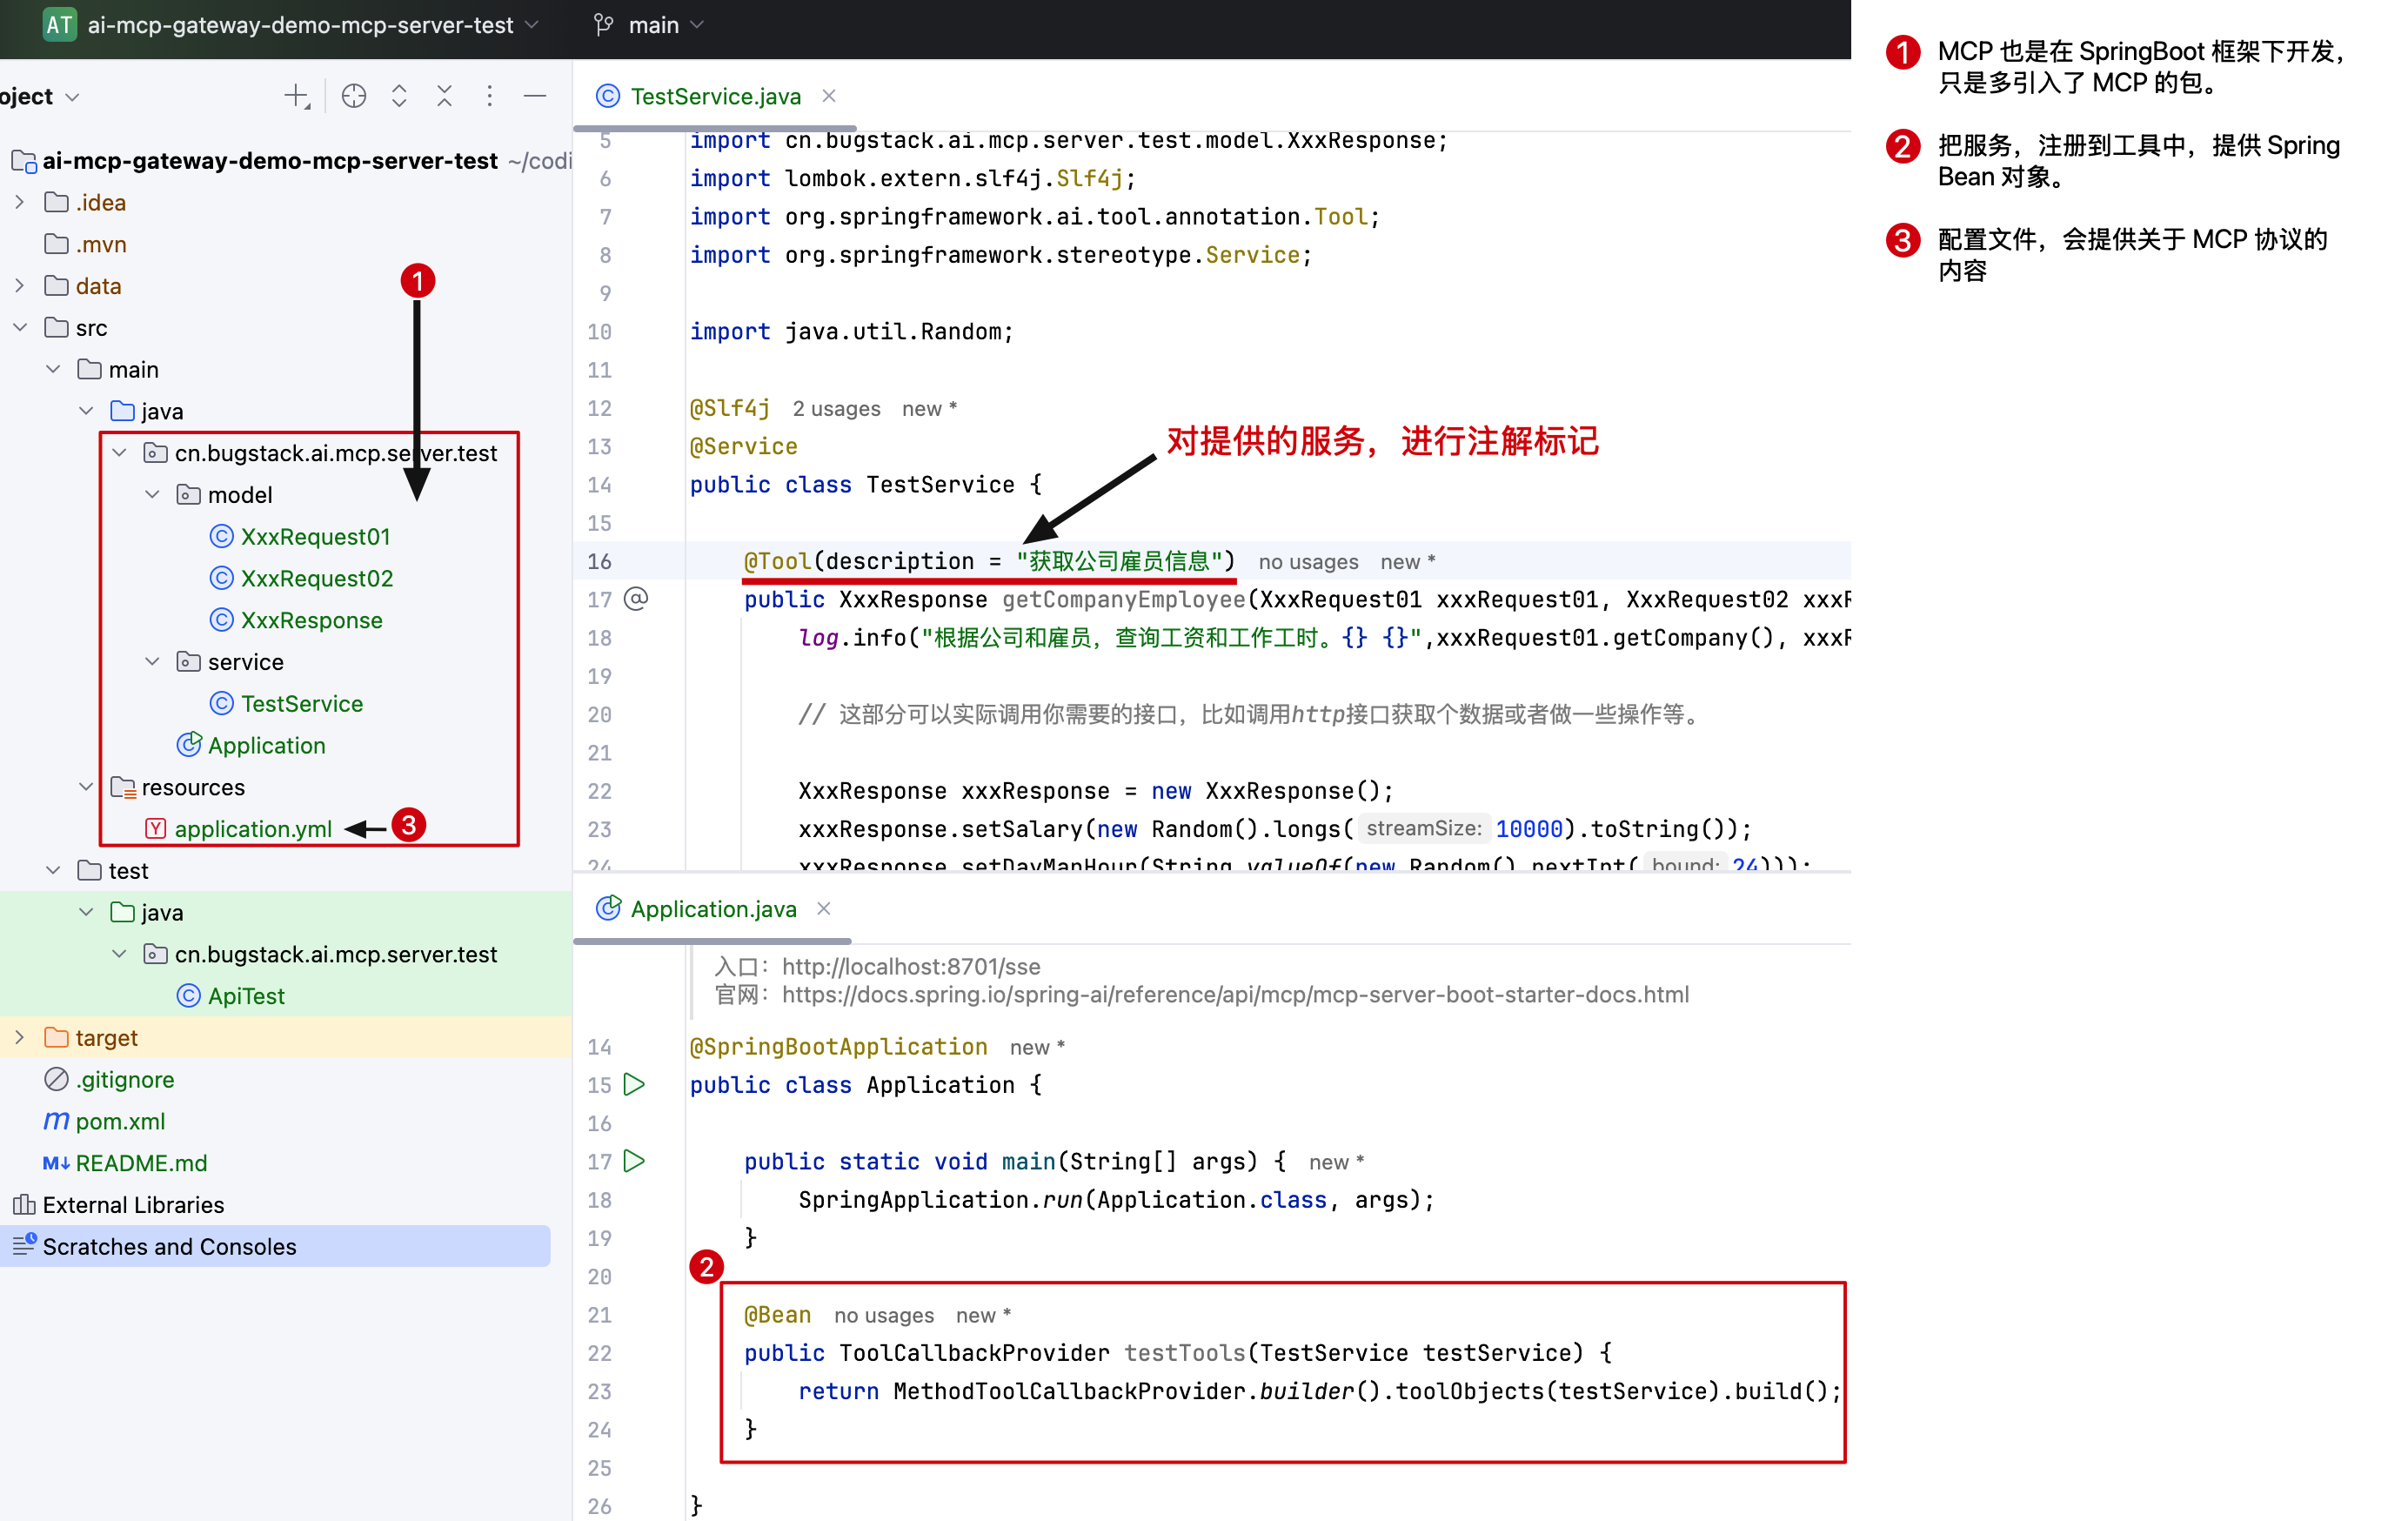 AT ai-mcp-gateway-demo-mcp-server-test main
oject
ai-mcp-gateway-demo-mcp-server-test ~/codi
.idea
.mvn
data
1
src
main
java
cn.bugstack.ai.mcp.server.test
model
XxxRequest01
XxxRequest02
XxxResponse
service
TestService
Application
resources
application.yml 3
test
java
cn.bugstack.ai.mcp.server.test
ApiTest
target
.gitignore
pom.xml
README.md
External Libraries
Scratches and Consoles
TestService.java
5 import cn.bugstack.ai.mcp.server.test.model.XxxResponse;
6 import lombok.extern.slf4j.Slf4j;
7 import org.springframework.ai.tool.annotation.Tool;
8 import org.springframework.stereotype.Service;
9
10 import java.util.Random;
11
12 @Slf4j 2 usages new *
13 @Service
对提供的服务，进行注解标记
14 public class TestService {
15
16 @Tool(description = "获取公司雇员信息") no usages new *
17 public XxxResponse getCompanyEmployee(XxxRequest01 xxxRequest01, XxxRequest02 xxxR
18 log.info("根据公司和雇员，查询工资和工作工时。{} {}",xxxRequest01.getCompany(), xxxR
19
20 // 这部分可以实际调用你需要的接口，比如调用http接口获取个数据或者做一些操作等。
21
22 XxxResponse xxxResponse = new XxxResponse();
23 xxxResponse.setSalary(new Random().longs( streamSize: 10000).toString());
24 xxxResponse.setDayManHour(String.valueOf(new Random().nextInt( bound: 24)));
Application.java
入口：http://localhost:8701/sse
官网：https://docs.spring.io/spring-ai/reference/api/mcp/mcp-server-boot-starter-docs.html
14 @SpringBootApplication new *
15 public class Application {
16
17 public static void main(String[] args) { new *
18 SpringApplication.run(Application.class, args);
19 }
20
2
21 @Bean no usages new *
22 public ToolCallbackProvider testTools(TestService testService) {
23 return MethodToolCallbackProvider.builder().toolObjects(testService).build();
24 }
25
26 }
1 MCP 也是在 SpringBoot 框架下开发，
只是多引入了 MCP 的包。
2 把服务，注册到工具中，提供 Spring
Bean 对象。
3 配置文件，会提供关于 MCP 协议的
内容